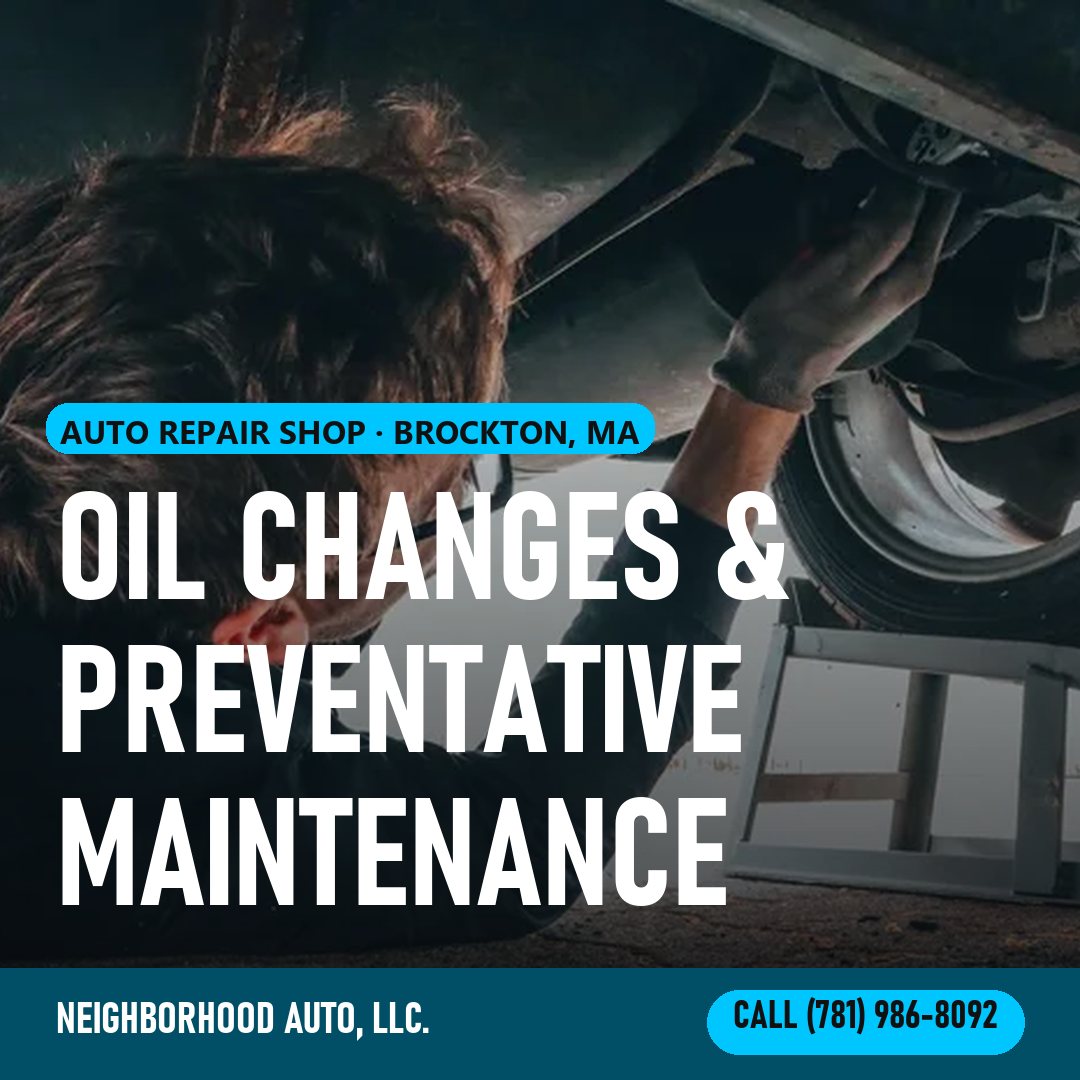 AUTO REPAIR SHOP · BROCKTON, MA
OIL CHANGES &
PREVENTATIVE
MAINTENANCE
NEIGHBORHOOD AUTO, LLC.
CALL (781) 986-8092